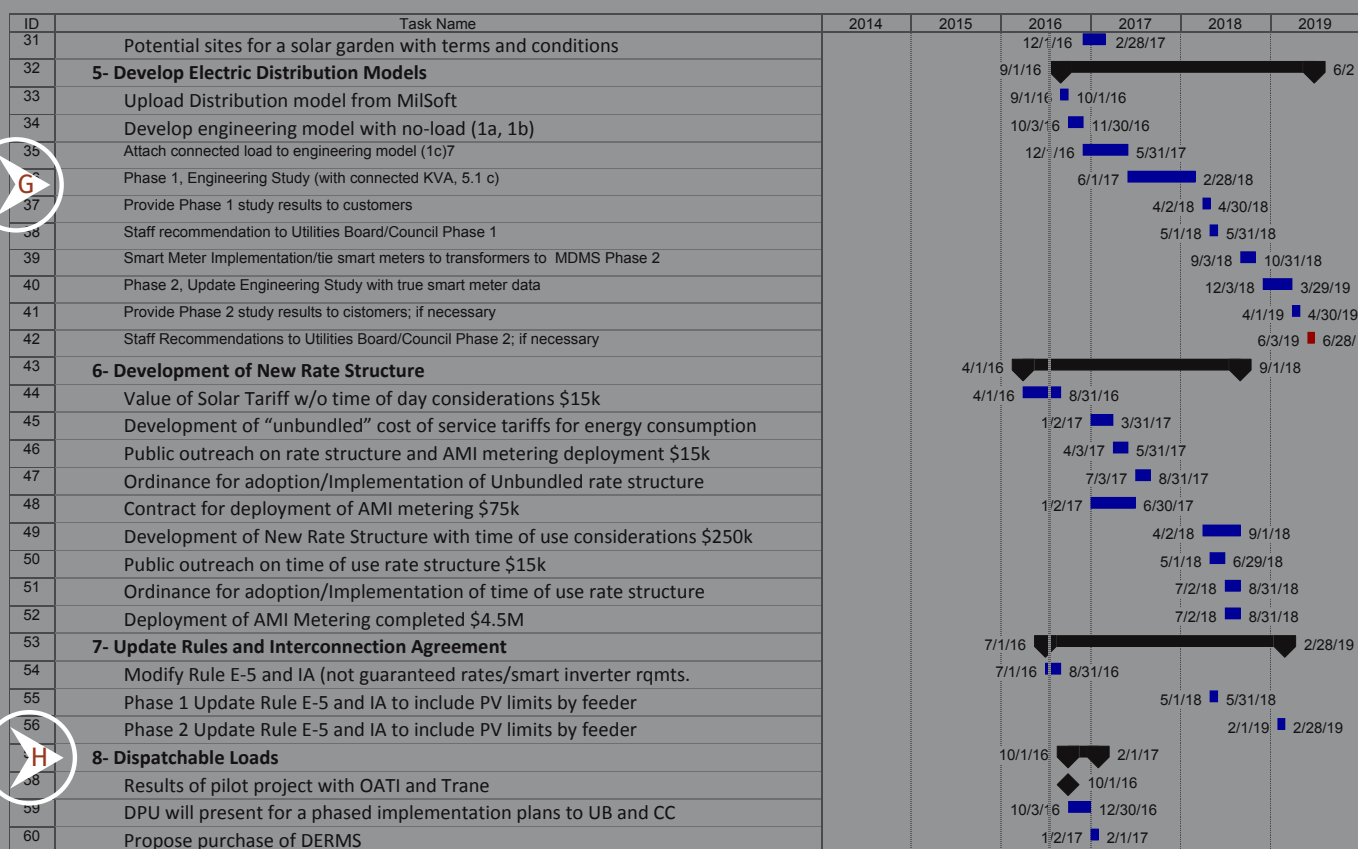 ID Task Name 2014 2015 2016 2017 2018 2019
31 Potential sites for a solar garden with terms and conditions 12/1/16 2/28/17
32 5- Develop Electric Distribution Models 9/1/16 6/2
33 Upload Distribution model from MilSoft 9/1/16 10/1/16
34 Develop engineering model with no-load (1a, 1b) 10/3/16 11/30/16
35 Attach connected load to engineering model (1c)7 12/1/16 5/31/17
G Phase 1, Engineering Study (with connected KVA, 5.1 c) 6/1/17 2/28/18
37 Provide Phase 1 study results to customers 4/2/18 4/30/18
38 Staff recommendation to Utilities Board/Council Phase 1 5/1/18 5/31/18
39 Smart Meter Implementation/tie smart meters to transformers to MDMS Phase 2 9/3/18 10/31/18
40 Phase 2, Update Engineering Study with true smart meter data 12/3/18 3/29/19
41 Provide Phase 2 study results to cistomers; if necessary 4/1/19 4/30/19
42 Staff Recommendations to Utilities Board/Council Phase 2; if necessary 6/3/19 6/28/
43 6- Development of New Rate Structure 4/1/16 9/1/18
44 Value of Solar Tariff w/o time of day considerations $15k 4/1/16 8/31/16
45 Development of “unbundled” cost of service tariffs for energy consumption 1/2/17 3/31/17
46 Public outreach on rate structure and AMI metering deployment $15k 4/3/17 5/31/17
47 Ordinance for adoption/Implementation of Unbundled rate structure 7/3/17 8/31/17
48 Contract for deployment of AMI metering $75k 1/2/17 6/30/17
49 Development of New Rate Structure with time of use considerations $250k 4/2/18 9/1/18
50 Public outreach on time of use rate structure $15k 5/1/18 6/29/18
51 Ordinance for adoption/Implementation of time of use rate structure 7/2/18 8/31/18
52 Deployment of AMI Metering completed $4.5M 7/2/18 8/31/18
53 7- Update Rules and Interconnection Agreement 7/1/16 2/28/19
54 Modify Rule E-5 and IA (not guaranteed rates/smart inverter rqmts. 7/1/16 8/31/16
55 Phase 1 Update Rule E-5 and IA to include PV limits by feeder 5/1/18 5/31/18
56 Phase 2 Update Rule E-5 and IA to include PV limits by feeder 2/1/19 2/28/19
H 8- Dispatchable Loads 10/1/16 2/1/17
58 Results of pilot project with OATI and Trane 10/1/16
59 DPU will present for a phased implementation plans to UB and CC 10/3/16 12/30/16
60 Propose purchase of DERMS 1/2/17 2/1/17